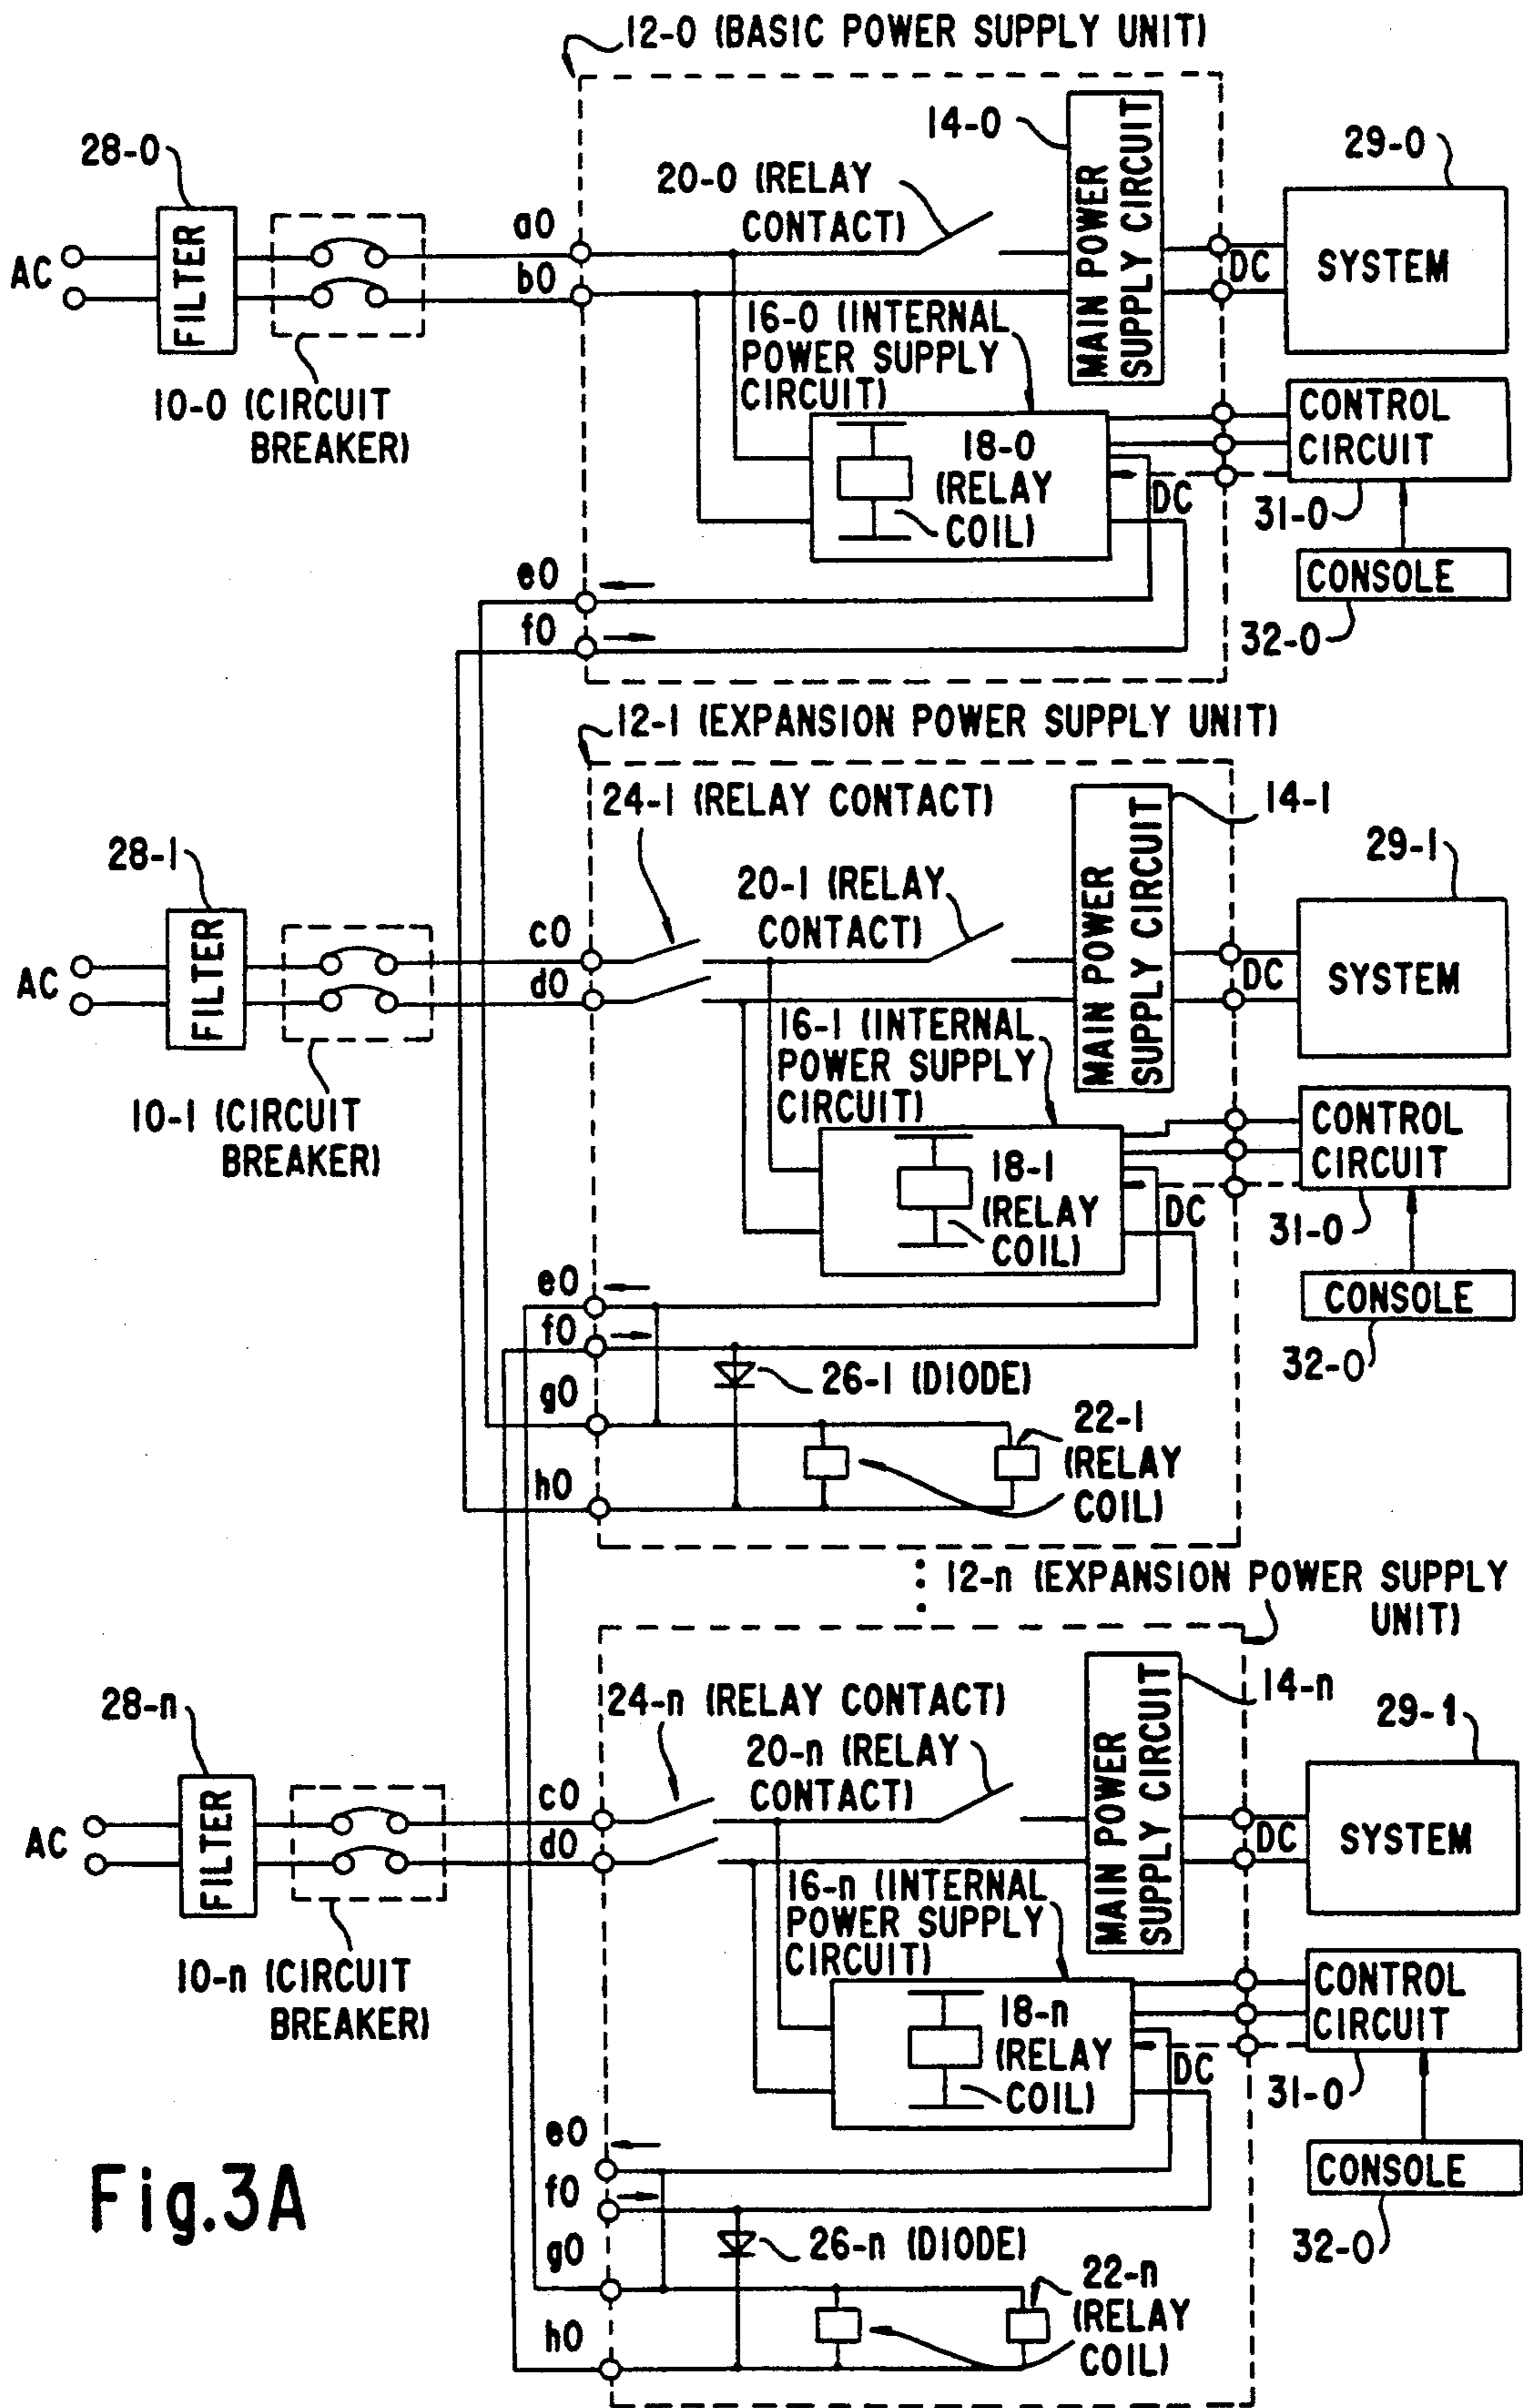 12-0 (BASIC POWER SUPPLY UNIT)
28-0
14-0
29-0
20-0 (RELAY
CONTACT)
MAIN POWER
SUPPLY CIRCUIT
FILTER
AC
a0
b0
DC
SYSTEM
16-0 (INTERNAL
POWER SUPPLY
CIRCUIT)
10-0 (CIRCUIT
BREAKER)
CONTROL
CIRCUIT
18-0
(RELAY
COIL)
DC
31-0
e0
CONSOLE
f0
32-0
12-1 (EXPANSION POWER SUPPLY UNIT)
24-1 (RELAY CONTACT)
14-1
28-1
29-1
20-1 (RELAY
CONTACT)
MAIN POWER
SUPPLY CIRCUIT
FILTER
AC
c0
d0
DC
SYSTEM
16-1 (INTERNAL
POWER SUPPLY
CIRCUIT)
10-1 (CIRCUIT
BREAKER)
CONTROL
CIRCUIT
18-1
(RELAY
COIL)
DC
31-0
e0
CONSOLE
f0
32-0
26-1 (DIODE)
g0
22-1
(RELAY
COIL)
h0
12-n (EXPANSION POWER SUPPLY
UNIT)
24-n (RELAY CONTACT)
14-n
28-n
29-1
20-n (RELAY
CONTACT)
MAIN POWER
SUPPLY CIRCUIT
FILTER
AC
c0
d0
DC
SYSTEM
16-n (INTERNAL
POWER SUPPLY
CIRCUIT)
10-n (CIRCUIT
BREAKER)
CONTROL
CIRCUIT
18-n
(RELAY
COIL)
DC
31-0
e0
CONSOLE
f0
32-0
Fig.3A
26-n (DIODE)
g0
22-n
(RELAY
COIL)
h0